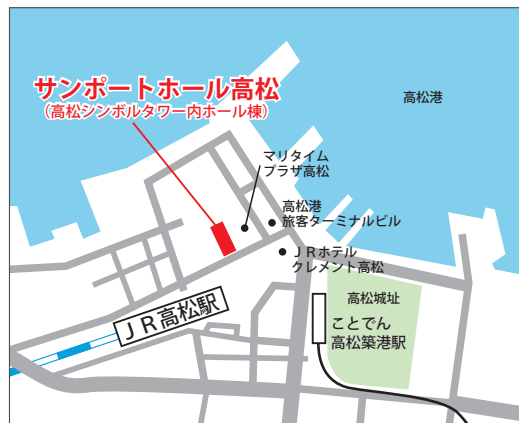 サンポートホール高松
（高松シンボルタワー内ホール棟）
高松港
マリタイム
プラザ高松
高松港
旅客ターミナルビル
ＪＲホテル
クレメント高松
ＪＲ高松駅
高松城址
ことでん
高松築港駅